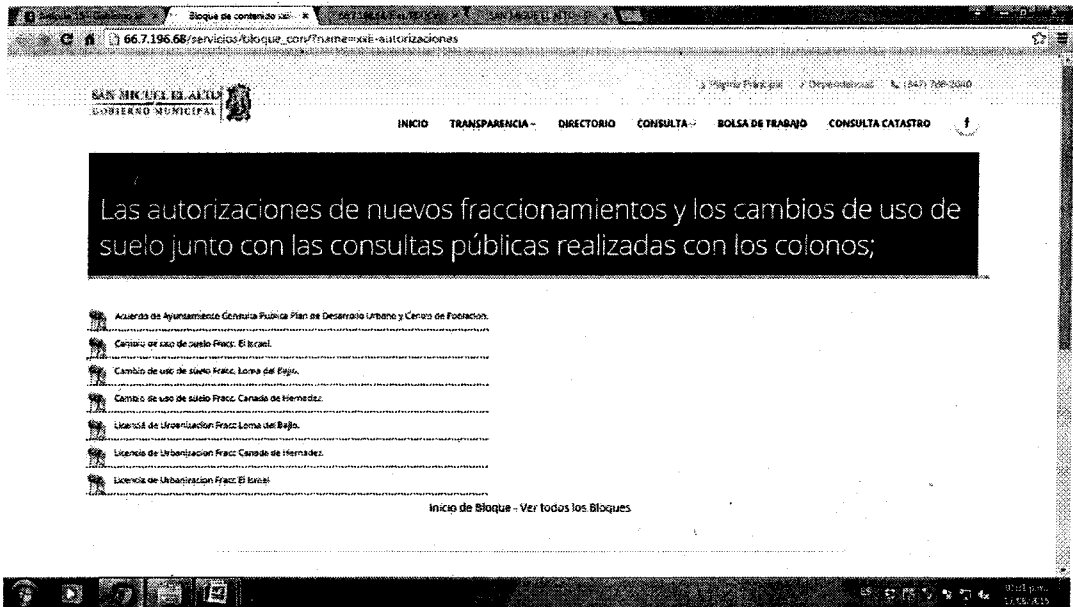 Bloque de contenido xxii
66.7.196.68/servicios/bloque_con/?name=xxii-autorizaciones
SAN MIGUEL EL ALTO
GOBIERNO MUNICIPAL
Página Principal
INICIO TRANSPARENCIA DIRECTORIO CONSULTA BOLSA DE TRABAJO CONSULTA CATASTRO f
Las autorizaciones de nuevos fraccionamientos y los cambios de uso de
suelo junto con las consultas públicas realizadas con los colonos;
Acuerdo de Ayuntamiento Consulta Publica Plan de Desarrollo Urbano y Centro de Poblacion.
Cambio de uso de suelo Fracc. El Israel.
Cambio de uso de suelo Fracc. Loma del Bajio.
Cambio de uso de suelo Fracc. Canada de Hernadez.
Licencia de Urbanizacion Fracc Loma del Bajio.
Licencia de Urbanizacion Fracc Canada de Hernadez.
Licencia de Urbanizacion Fracc El Israel
Inicio de Bloque - Ver todos los Bloques